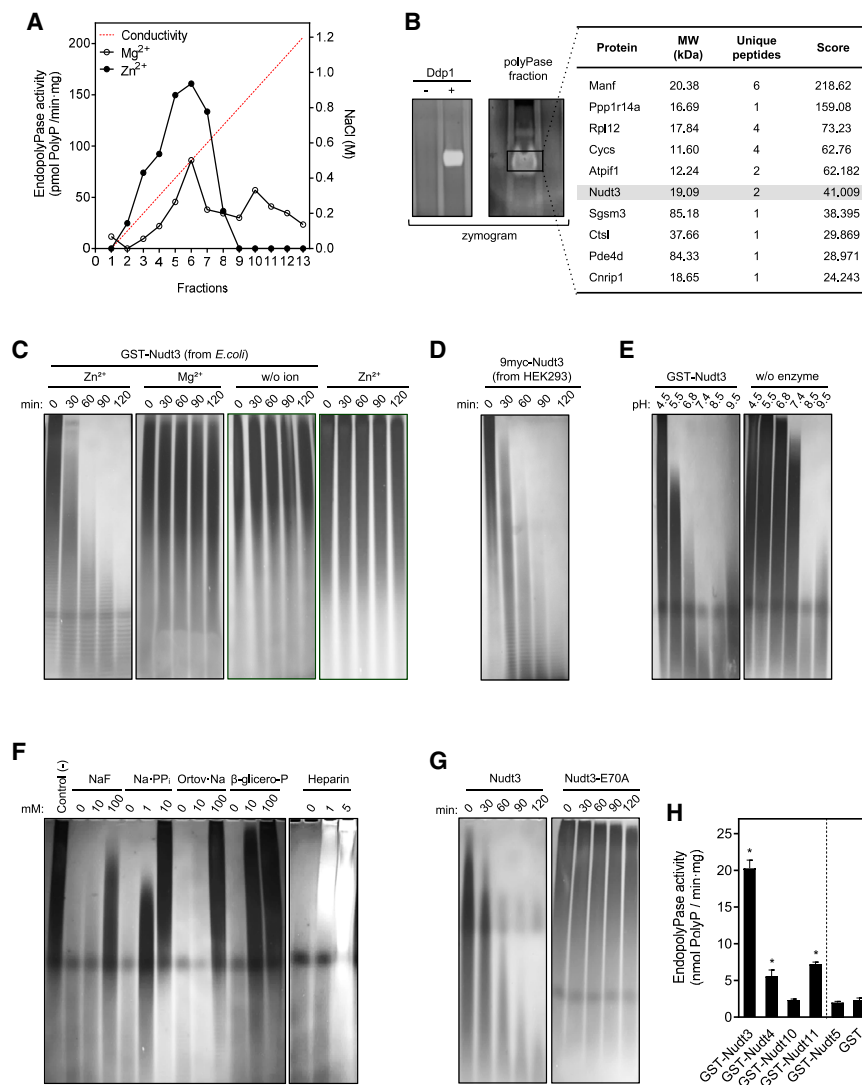 A
Conductivity
Mg2+
Zn2+
EndopolyPase activity
(pmol PolyP /min·mg)
200
150
100
50
0
1.2
1.0
0.8
0.6
0.4
0.2
0.0
NaCl (M)
0 1 2 3 4 5 6 7 8 9 10 11 12 13
Fractions
B
Ddp1
- +
polyPase
fraction
zymogram
Protein MW (kDa) Unique peptides Score
Manf 20.38 6 218.62
Ppp1r14a 16.69 1 159.08
Rpl12 17.84 4 73.23
Cycs 11.60 4 62.76
Atpif1 12.24 2 62.182
Nudt3 19.09 2 41.009
Sgsm3 85.18 1 38.395
Ctsl 37.66 1 29.869
Pde4d 84.33 1 28,971
Cnrip1 18.65 1 24.243
C
GST-Nudt3 (from E.coli)
Zn2+ Mg2+ w/o ion Zn2+
min: 0 30 60 90 120 0 30 60 90 120 0 30 60 90 120 0 30 60 90 120
D
9myc-Nudt3
(from HEK293)
min: 0 30 60 90 120
E
GST-Nudt3 w/o enzyme
pH: 4.5 5.5 6.8 7.4 8.5 9.5 4.5 5.5 6.8 7.4 8.5 9.5
F
Control (-) NaF Na·PPi Ortov·Na β-glicero-P Heparin
mM: 0 10 100 0 1 10 0 10 100 0 10 100 0 1 5
G
Nudt3 Nudt3-E70A
min: 0 30 60 90 120 0 30 60 90 120
H
EndopolyPase activity
(nmol PolyP / min·mg)
25
20
15
10
5
0
* * *
GST-Nudt3
GST-Nudt4
GST-Nudt10
GST-Nudt11
GST-Nudt5
GST